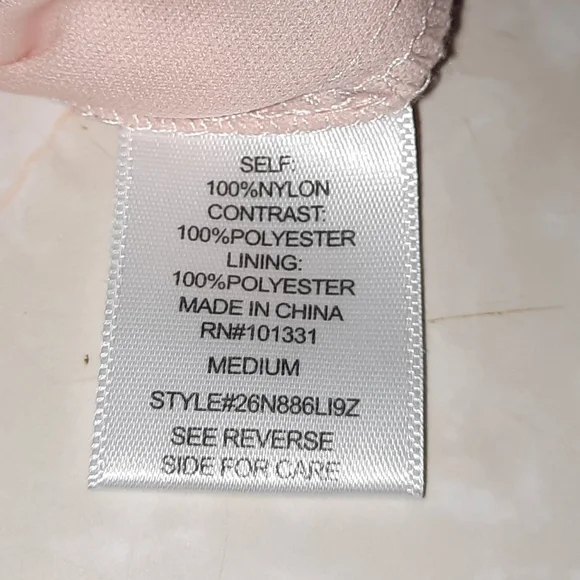 SELF:
100%NYLON
CONTRAST:
100%POLYESTER
LINING:
100%POLYESTER
MADE IN CHINA
RN#101331
MEDIUM
STYLE#26N886LI9Z
SEE REVERSE
SIDE FOR CARE